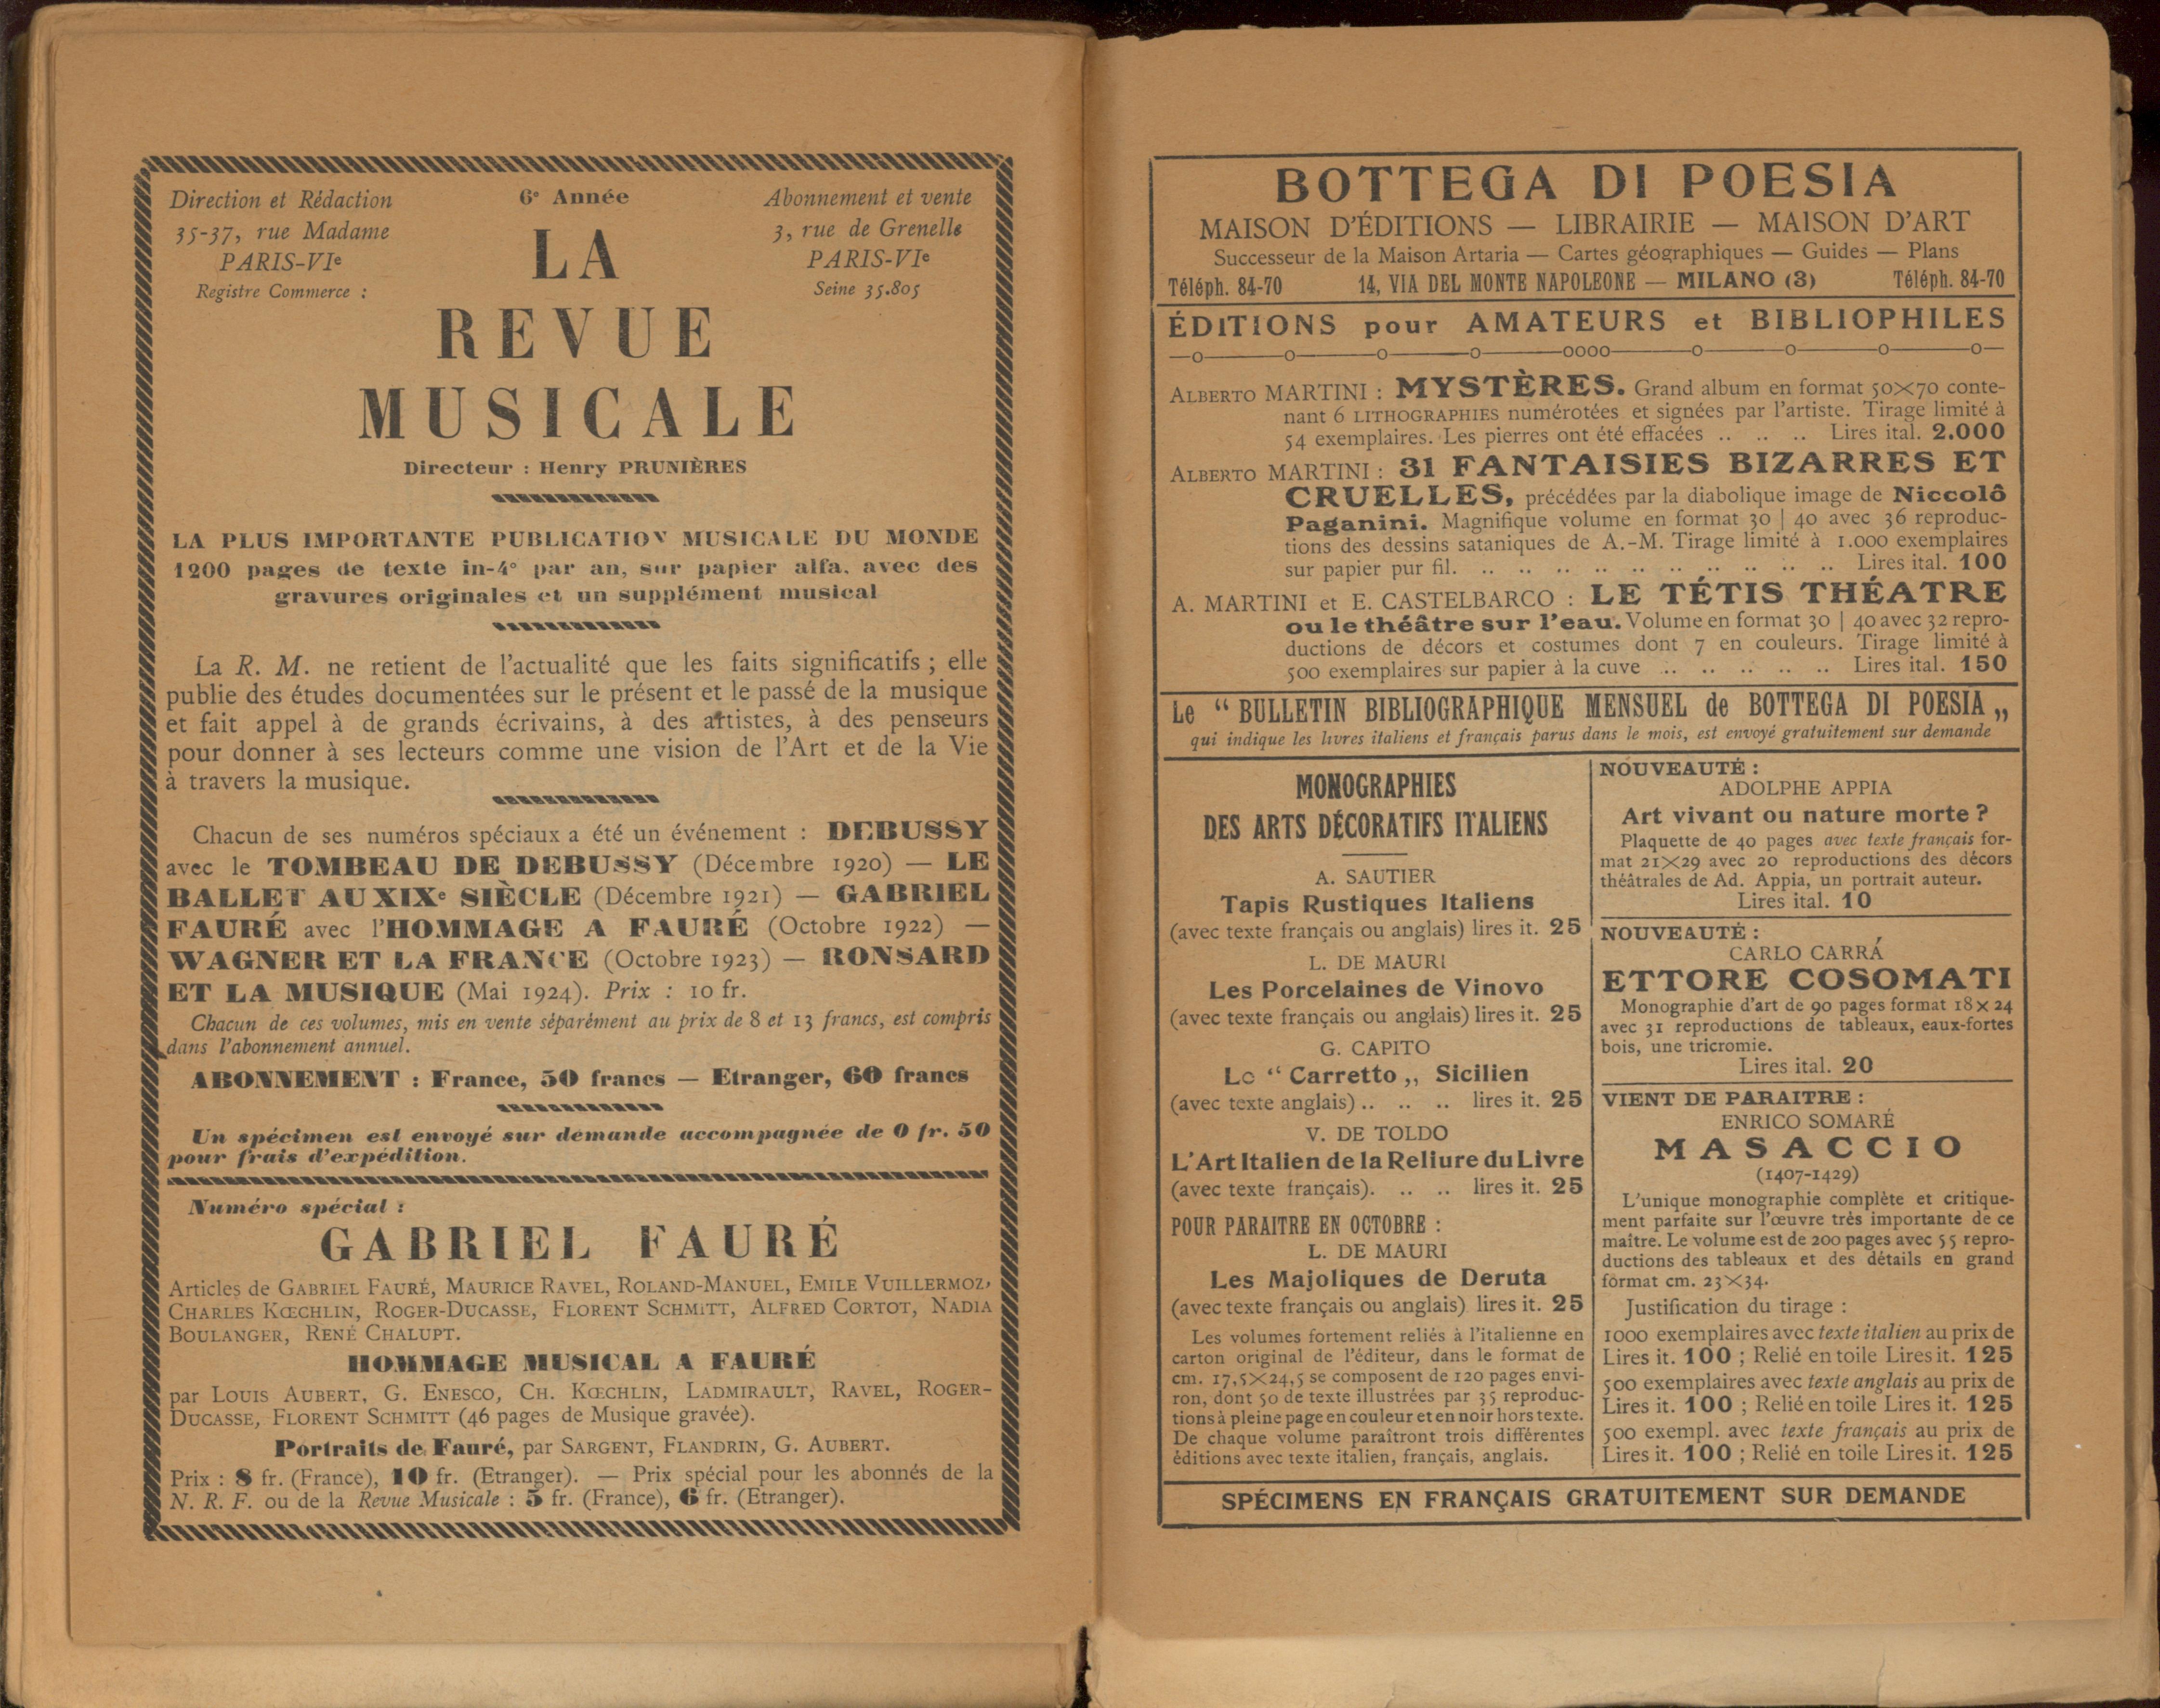 Direction et Rédaction
35-37, rue Madame
PARIS-VIe
Registre Commerce :
6e Année
Abonnement et vente
3, rue de Grenelle
PARIS-VIe
Seine 35.805
LA
REVUE
MUSICALE
Directeur : Henry PRUNIÈRES
LA PLUS IMPORTANTE PUBLICATION MUSICALE DU MONDE
1200 pages de texte in-4° par an, sur papier alfa, avec des
gravures originales et un supplément musical
La R. M. ne retient de l'actualité que les faits significatifs ; elle
publie des études documentées sur le présent et le passé de la musique
et fait appel à de grands écrivains, à des artistes, à des penseurs
pour donner à ses lecteurs comme une vision de l'Art et de la Vie
à travers la musique.
Chacun de ses numéros spéciaux a été un événement : DEBUSSY
avec le TOMBEAU DE DEBUSSY (Décembre 1920) — LE
BALLET AU XIXe SIÈCLE (Décembre 1921) — GABRIEL
FAURÉ avec l'HOMMAGE A FAURÉ (Octobre 1922) —
WAGNER ET LA FRANCE (Octobre 1923) — RONSARD
ET LA MUSIQUE (Mai 1924). Prix : 10 fr.
Chacun de ces volumes, mis en vente séparément au prix de 8 et 13 francs, est compris
dans l'abonnement annuel.
ABONNEMENT : France, 50 francs — Etranger, 60 francs
Un spécimen est envoyé sur demande accompagnée de 0 fr. 50
pour frais d'expédition.
Numéro spécial :
GABRIEL FAURÉ
Articles de GABRIEL FAURÉ, MAURICE RAVEL, ROLAND-MANUEL, EMILE VUILLERMOZ,
CHARLES KŒCHLIN, ROGER-DUCASSE, FLORENT SCHMITT, ALFRED CORTOT, NADIA
BOULANGER, RENÉ CHALUPT.
HOMMAGE MUSICAL A FAURÉ
par LOUIS AUBERT, G. ENESCO, CH. KŒCHLIN, LADMIRAULT, RAVEL, ROGER-
DUCASSE, FLORENT SCHMITT (46 pages de Musique gravée).
Portraits de Fauré, par SARGENT, FLANDRIN, G. AUBERT.
Prix : 8 fr. (France), 10 fr. (Etranger). — Prix spécial pour les abonnés de la
N. R. F. ou de la Revue Musicale : 5 fr. (France), 6 fr. (Etranger).
BOTTEGA DI POESIA
MAISON D'ÉDITIONS — LIBRAIRIE — MAISON D'ART
Successeur de la Maison Artaria — Cartes géographiques — Guides — Plans
Téléph. 84-70 14, VIA DEL MONTE NAPOLEONE — MILANO (3) Téléph. 84-70
ÉDITIONS pour AMATEURS et BIBLIOPHILES
ALBERTO MARTINI : MYSTÈRES. Grand album en format 50×70 conte-
nant 6 LITHOGRAPHIES numérotées et signées par l'artiste. Tirage limité à
54 exemplaires. Les pierres ont été effacées .. .. .. Lires ital. 2.000
ALBERTO MARTINI : 31 FANTAISIES BIZARRES ET
CRUELLES, précédées par la diabolique image de Niccolô
Paganini. Magnifique volume en format 30 | 40 avec 36 reproduc-
tions des dessins sataniques de A.-M. Tirage limité à 1.000 exemplaires
sur papier pur fil. .. .. .. .. .. .. .. .. .. .. Lires ital. 100
A. MARTINI et E. CASTELBARCO : LE TÉTIS THÉATRE
ou le théâtre sur l'eau. Volume en format 30 | 40 avec 32 repro-
ductions de décors et costumes dont 7 en couleurs. Tirage limité à
500 exemplaires sur papier à la cuve .. .. .. .. .. Lires ital. 150
Le “ BULLETIN BIBLIOGRAPHIQUE MENSUEL de BOTTEGA DI POESIA „
qui indique les livres italiens et français parus dans le mois, est envoyé gratuitement sur demande
MONOGRAPHIES
DES ARTS DÉCORATIFS ITALIENS
A. SAUTIER
Tapis Rustiques Italiens
(avec texte français ou anglais) lires it. 25
L. DE MAURI
Les Porcelaines de Vinovo
(avec texte français ou anglais) lires it. 25
G. CAPITO
Le “ Carretto „ Sicilien
(avec texte anglais) .. .. .. lires it. 25
V. DE TOLDO
L'Art Italien de la Reliure du Livre
(avec texte français). .. .. lires it. 25
POUR PARAITRE EN OCTOBRE :
L. DE MAURI
Les Majoliques de Deruta
(avec texte français ou anglais) lires it. 25
Les volumes fortement reliés à l'italienne en
carton original de l'éditeur, dans le format de
cm. 17,5×24,5 se composent de 120 pages envi-
ron, dont 50 de texte illustrées par 35 reproduc-
tions à pleine page en couleur et en noir hors texte.
De chaque volume paraîtront trois différentes
éditions avec texte italien, français, anglais.
NOUVEAUTÉ :
ADOLPHE APPIA
Art vivant ou nature morte ?
Plaquette de 40 pages avec texte français for-
mat 21×29 avec 20 reproductions des décors
théâtrales de Ad. Appia, un portrait auteur.
Lires ital. 10
NOUVEAUTÉ :
CARLO CARRÁ
ETTORE COSOMATI
Monographie d'art de 90 pages format 18×24
avec 31 reproductions de tableaux, eaux-fortes
bois, une tricromie.
Lires ital. 20
VIENT DE PARAITRE :
ENRICO SOMARÉ
MASACCIO
(1407-1429)
L'unique monographie complète et critique-
ment parfaite sur l'œuvre très importante de ce
maître. Le volume est de 200 pages avec 55 repro-
ductions des tableaux et des détails en grand
format cm. 23×34.
Justification du tirage :
1000 exemplaires avec texte italien au prix de
Lires it. 100 ; Relié en toile Lires it. 125
500 exemplaires avec texte anglais au prix de
Lires it. 100 ; Relié en toile Lires it. 125
500 exempl. avec texte français au prix de
Lires it. 100 ; Relié en toile Lires it. 125
SPÉCIMENS EN FRANÇAIS GRATUITEMENT SUR DEMANDE